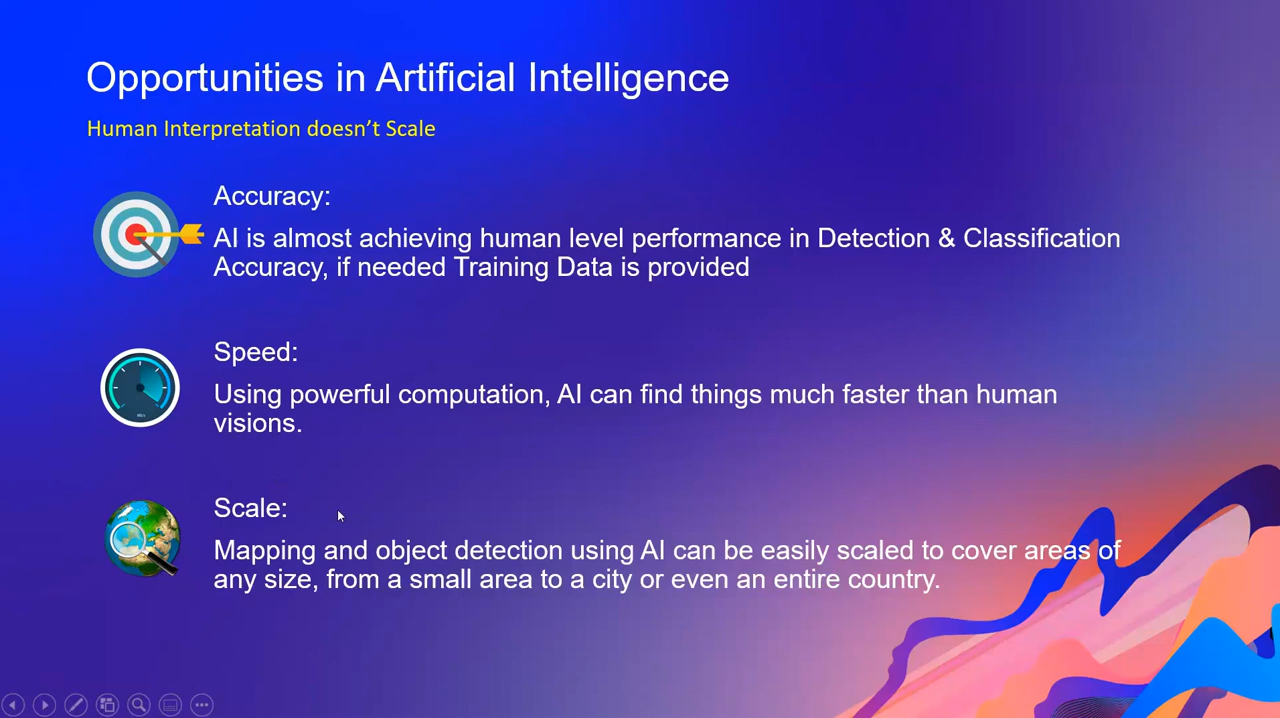 Opportunities in Artificial Intelligence
Human Interpretation doesn’t Scale
Accuracy:
AI is almost achieving human level performance in Detection & Classification
Accuracy, if needed Training Data is provided
Speed:
Using powerful computation, AI can find things much faster than human
visions.
Scale:
Mapping and object detection using AI can be easily scaled to cover areas of
any size, from a small area to a city or even an entire country.